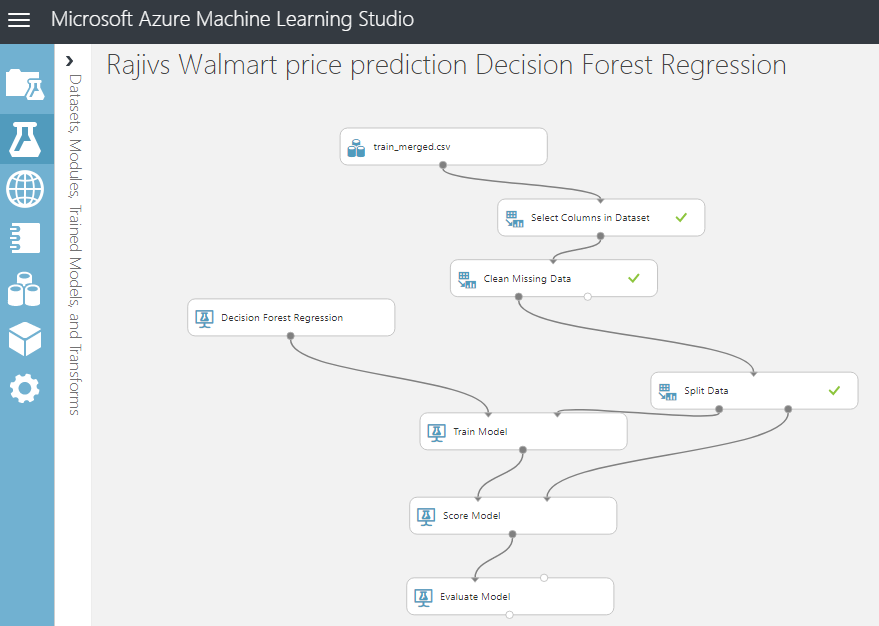 Microsoft Azure Machine Learning Studio
Datasets, Modules, Trained Models, and Transforms
Rajivs Walmart price prediction Decision Forest Regression
train_merged.csv
Select Columns in Dataset
Clean Missing Data
Decision Forest Regression
Split Data
Train Model
Score Model
Evaluate Model